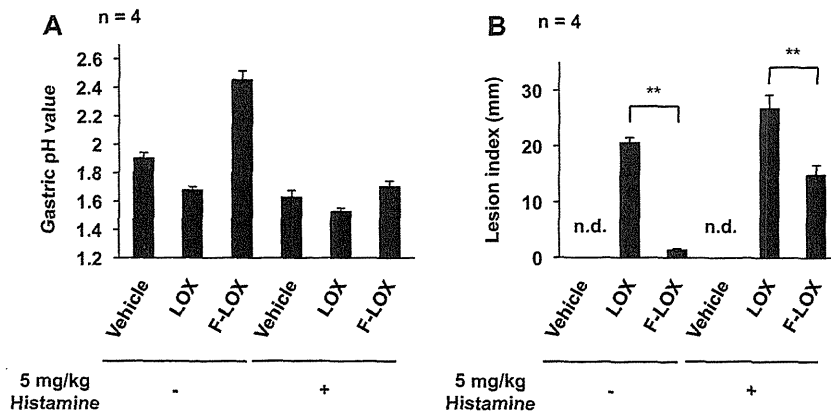 A
n = 4
Gastric pH value
2.6
2.4
2.2
2
1.8
1.6
1.4
1.2
Vehicle
LOX
F-LOX
Vehicle
LOX
F-LOX
5 mg/kg
Histamine
-
+
B
n = 4
Lesion index (mm)
30
20
10
0
n.d.
**
n.d.
**
Vehicle
LOX
F-LOX
Vehicle
LOX
F-LOX
5 mg/kg
Histamine
-
+